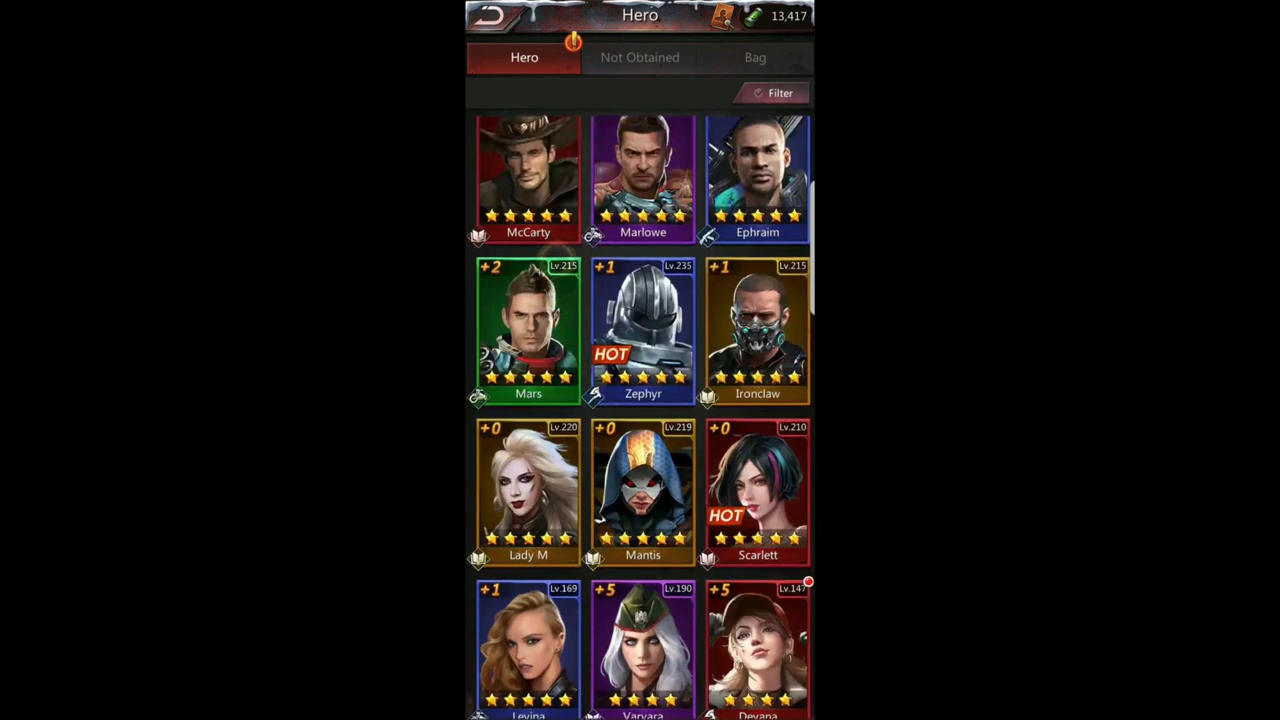 Hero
13,417
Hero
Not Obtained
Bag
Filter
McCarty
Marlowe
Ephraim
+2 Lv.215
+1 Lv.235
+1 Lv.215
HOT
Mars
Zephyr
Ironclaw
+0 Lv.220
+0 Lv.219
+0 Lv.210
HOT
Lady M
Mantis
Scarlett
+1 Lv.169
+5 Lv.190
+5 Lv.147
Levina
Varvara
Devana